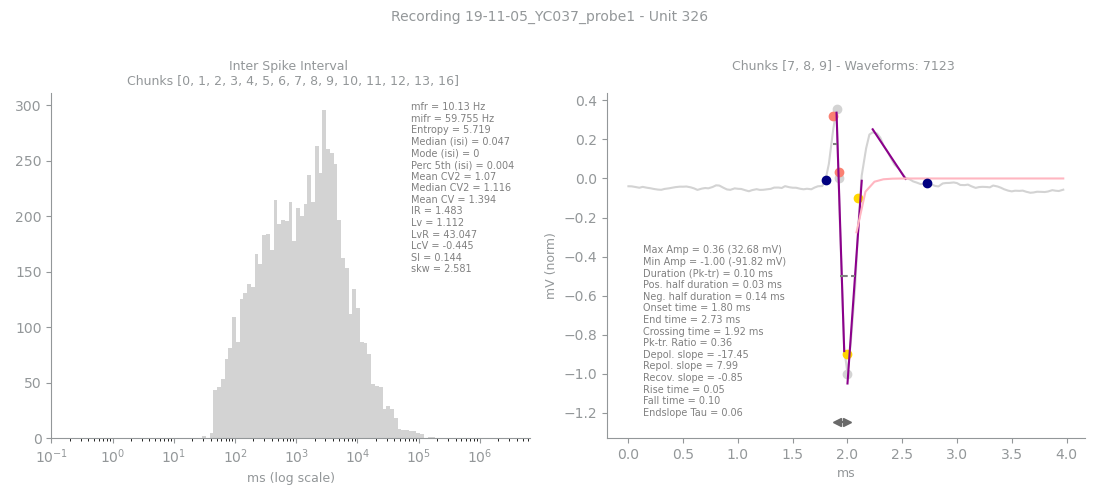 Recording 19-11-05_YC037_probe1 - Unit 326
Inter Spike Interval
Chunks [0, 1, 2, 3, 4, 5, 6, 7, 8, 9, 10, 11, 12, 13, 16]
300
250
200
150
100
50
0
10⁻¹ 10⁰ 10¹ 10² 10³ 10⁴ 10⁵ 10⁶
ms (log scale)
mfr = 10.13 Hz
mifr = 59.755 Hz
Entropy = 5.719
Median (isi) = 0.047
Mode (isi) = 0
Perc 5th (isi) = 0.004
Mean CV2 = 1.07
Median CV2 = 1.116
Mean CV = 1.394
IR = 1.483
Lv = 1.112
LvR = 43.047
LcV = -0.445
SI = 0.144
skw = 2.581
Chunks [7, 8, 9] - Waveforms: 7123
mV (norm)
0.4
0.2
0.0
−0.2
−0.4
−0.6
−0.8
−1.0
−1.2
Max Amp = 0.36 (32.68 mV)
Min Amp = -1.00 (-91.82 mV)
Duration (Pk-tr) = 0.10 ms
Pos. half duration = 0.03 ms
Neg. half duration = 0.14 ms
Onset time = 1.80 ms
End time = 2.73 ms
Crossing time = 1.92 ms
Pk-tr. Ratio = 0.36
Depol. slope = -17.45
Repol. slope = 7.99
Recov. slope = -0.85
Rise time = 0.05
Fall time = 0.10
Endslope Tau = 0.06
0.0 0.5 1.0 1.5 2.0 2.5 3.0 3.5 4.0
ms